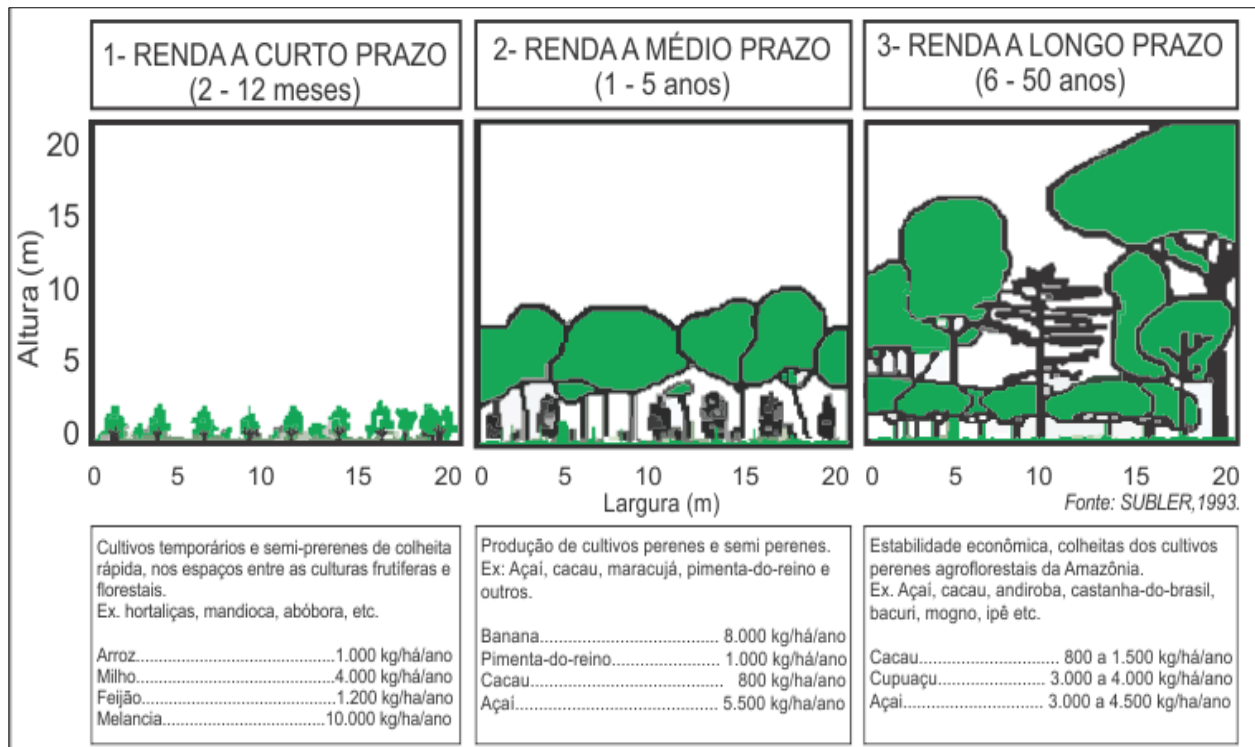 1- RENDA A CURTO PRAZO
(2 - 12 meses)
2- RENDA A MÉDIO PRAZO
(1 - 5 anos)
3- RENDA A LONGO PRAZO
(6 - 50 anos)
Altura (m)
20
15
10
5
0
0 5 10 15 20
0 5 10 15 20
0 5 10 15 20
Largura (m)
Fonte: SUBLER,1993.
Cultivos temporários e semi-prerenes de colheita
rápida, nos espaços entre as culturas frutíferas e
florestais.
Ex. hortaliças, mandioca, abóbora, etc.
Arroz..............................................1.000 kg/há/ano
Milho..............................................4.000 kg/há/ano
Feijão.............................................1.200 kg/ha/ano
Melancia........................................10.000 kg/ha/ano
Produção de cultivos perenes e semi perenes.
Ex: Açaí, cacau, maracujá, pimenta-do-reino e
outros.
Banana......................................... 8.000 kg/há/ano
Pimenta-do-reino......................... 1.000 kg/há/ano
Cacau............................................ 800 kg/ha/ano
Açaí................................................5.500 kg/ha/ano
Estabilidade econômica, colheitas dos cultivos
perenes agroflorestais da Amazônia.
Ex. Açaí, cacau, andiroba, castanha-do-brasil,
bacuri, mogno, ipê etc.
Cacau................................ 800 a 1.500 kg/há/ano
Cupuaçu.......................... 3.000 a 4.000 kg/há/ano
Açai................................. 3.000 a 4.500 kg/ha/ano